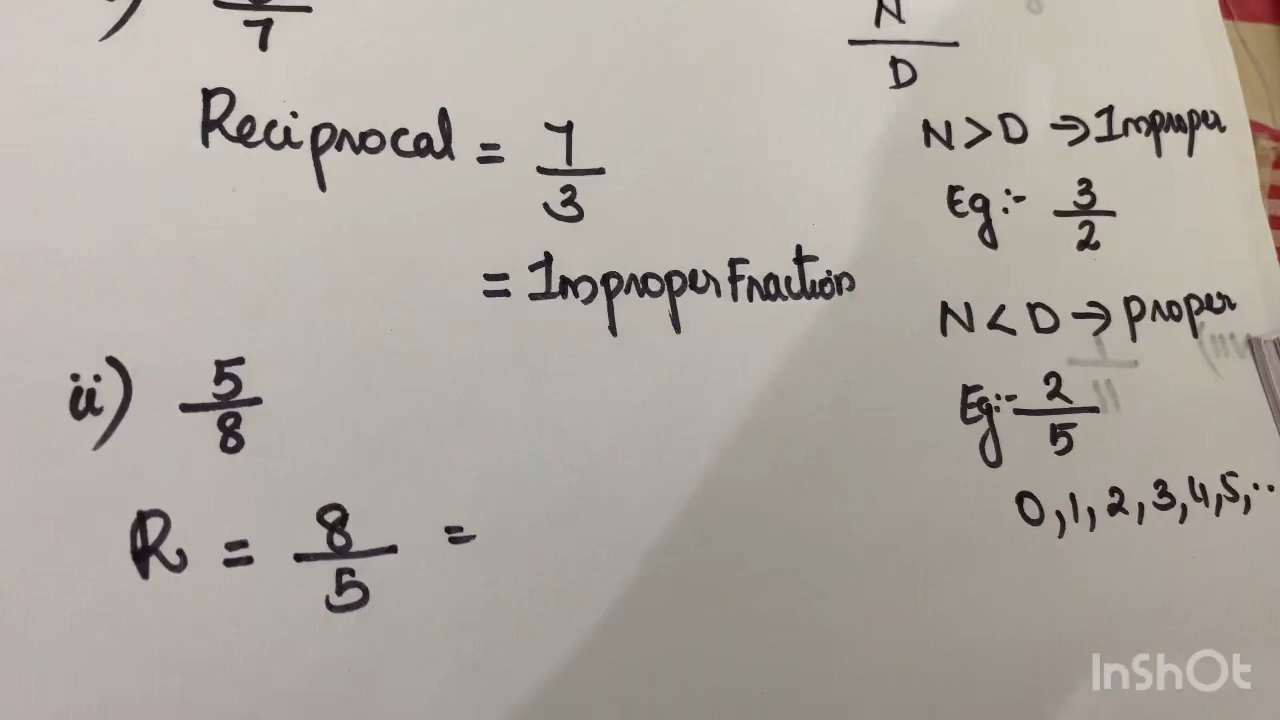 7
Reciprocal = 7/3
= Improper Fraction
ii) 5/8
R = 8/5 =
N/D
N>D → Improper
Eg:- 3/2
N<D → proper
Eg:- 2/5
0,1,2,3,4,5,..
InShOt